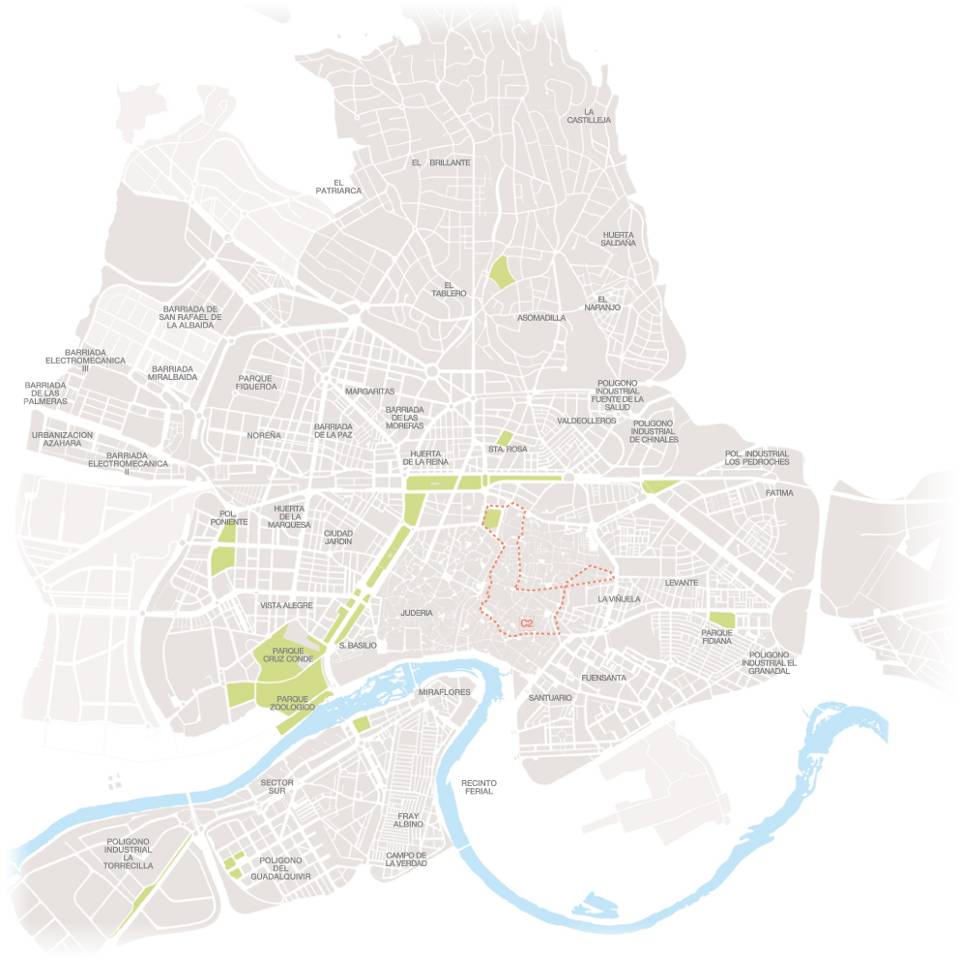 LA
CASTILLEJA
EL BRILLANTE
EL
PATRIARCA
HUERTA
SALDAÑA
EL
TABLERO
EL
NARANJO
ASOMADILLA
BARRIADA DE
SAN RAFAEL DE
LA ALBAIDA
BARRIADA
ELECTROMECANICA
III
BARRIADA
MIRALBAIDA
BARRIADA
DE LAS
PALMERAS
PARQUE
FIGUEROA
MARGARITAS
POLIGONO
INDUSTRIAL
FUENTE DE LA
SALUD
BARRIADA
DE LAS
MORERAS
VALDEOLLEROS
POLIGONO
INDUSTRIAL
DE CHINALES
BARRIADA
DE LA PAZ
NOREÑA
URBANIZACION
AZAHARA
STA. ROSA
HUERTA
DE LA REINA
POL. INDUSTRIAL
LOS PEDROCHES
BARRIADA
ELECTROMECANICA
II
FATIMA
POL.
PONIENTE
HUERTA
DE LA
MARQUESA
CIUDAD
JARDIN
LEVANTE
VISTA ALEGRE
JUDERIA
LA VIÑUELA
C2
PARQUE
FIDIANA
S. BASILIO
PARQUE
CRUZ CONDE
POLIGONO
INDUSTRIAL EL
GRANADAL
FUENSANTA
MIRAFLORES
SANTUARIO
PARQUE
ZOOLOGICO
SECTOR
SUR
RECINTO
FERIAL
FRAY
ALBINO
POLIGONO
INDUSTRIAL
LA
TORRECILLA
CAMPO DE
LA VERDAD
POLIGONO
DEL
GUADALQUIVIR